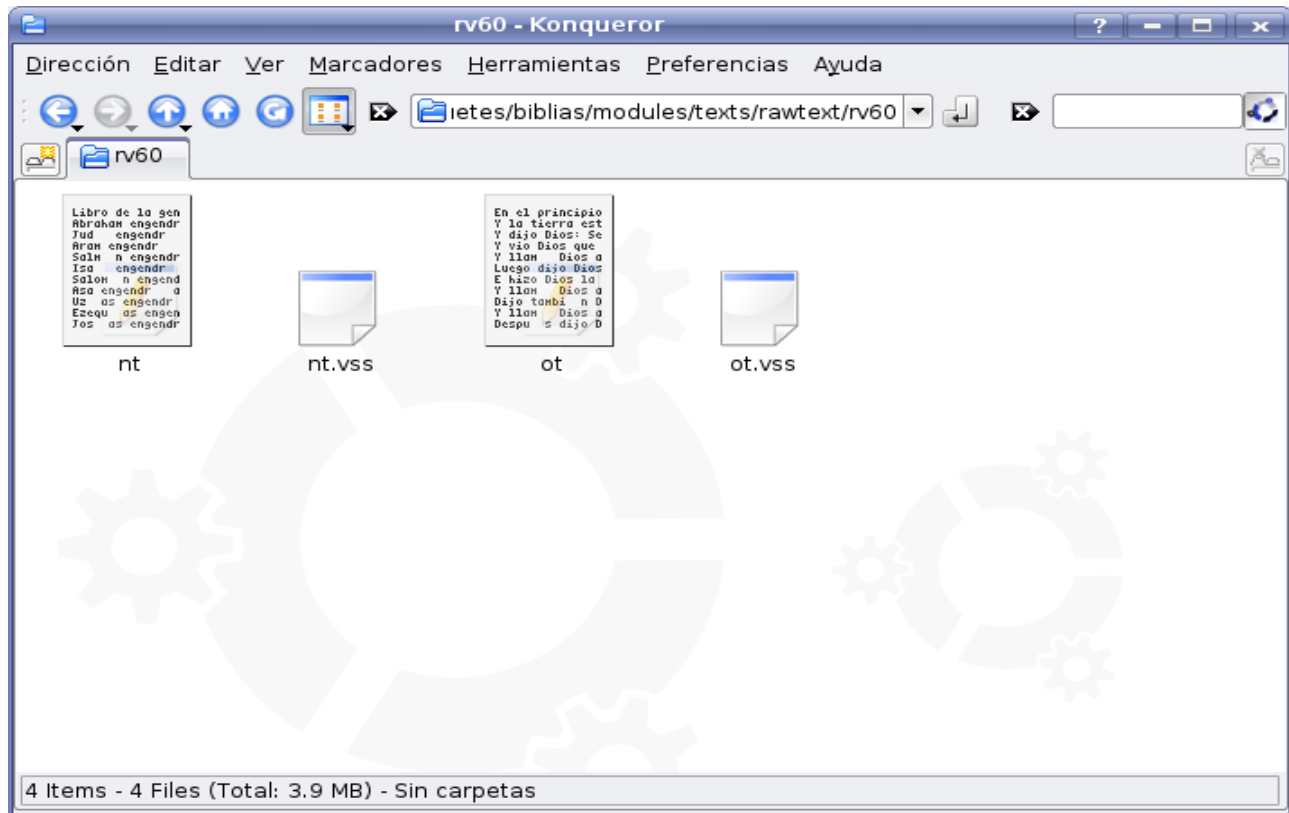 rv60 - Konqueror
Dirección Editar Ver Marcadores Herramientas Preferencias Ayuda
ietes/biblias/modules/texts/rawtext/rv60
rv60
Libro de la gen
Abraham engendr
Jud engendr
Aram engendr
Salm n engendr
Isa engendr
Salom n engend
Asa engendr a
Uz as engendr
Ezequ as engen
Jos as engendr
nt
nt.vss
En el principio
Y la tierra est
Y dijo Dios: Se
Y vio Dios que
Y llam Dios a
Luego dijo Dios
E hizo Dios la
Y llam Dios a
Dijo tambi n D
Y llam Dios a
Despu s dijo D
ot
ot.vss
4 Items - 4 Files (Total: 3.9 MB) - Sin carpetas